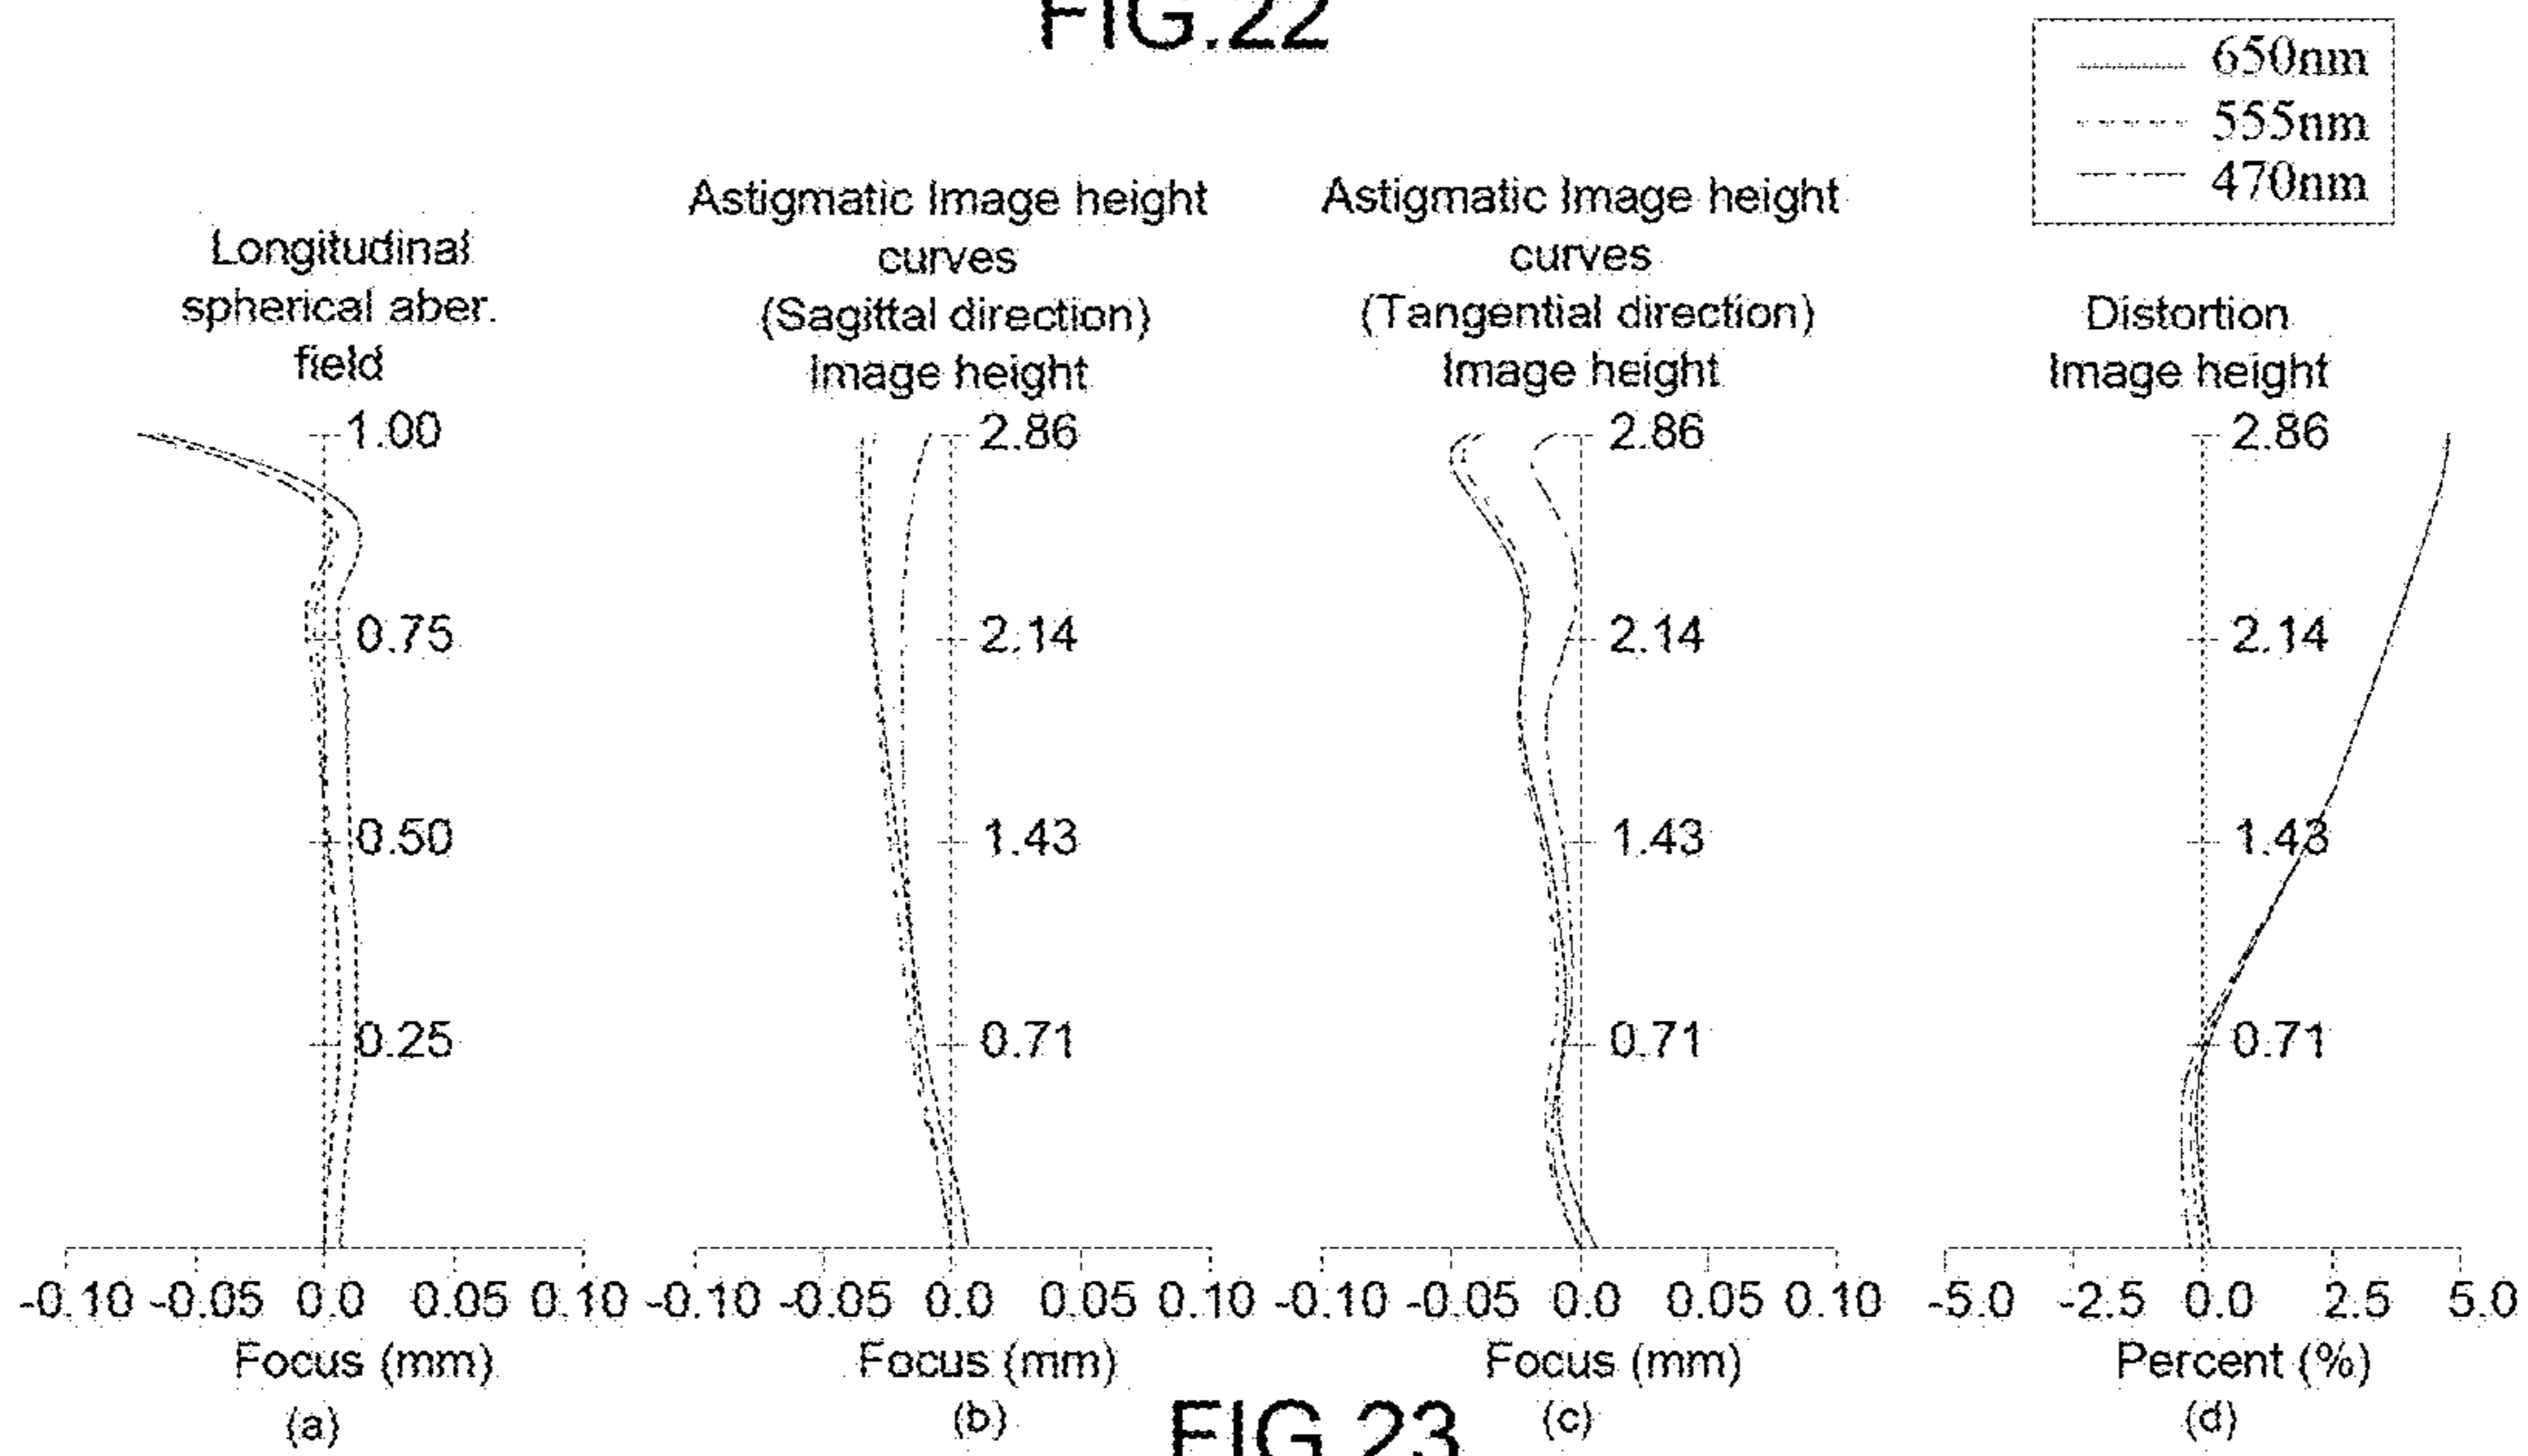 FIG.22
650nm
555nm
470nm
Longitudinal
spherical aber.
field
1.00
0.75
0.50
0.25
-0.10 -0.05 0.0 0.05 0.10
Focus (mm)
(a)
Astigmatic Image height
curves
(Sagittal direction)
Image height
2.86
2.14
1.43
0.71
-0.10 -0.05 0.0 0.05 0.10
Focus (mm)
(b)
Astigmatic Image height
curves
(Tangential direction)
Image height
2.86
2.14
1.43
0.71
-0.10 -0.05 0.0 0.05 0.10
Focus (mm)
(c)
Distortion
Image height
2.86
2.14
1.43
0.71
-5.0 -2.5 0.0 2.5 5.0
Percent (%)
(d)
FIG.23